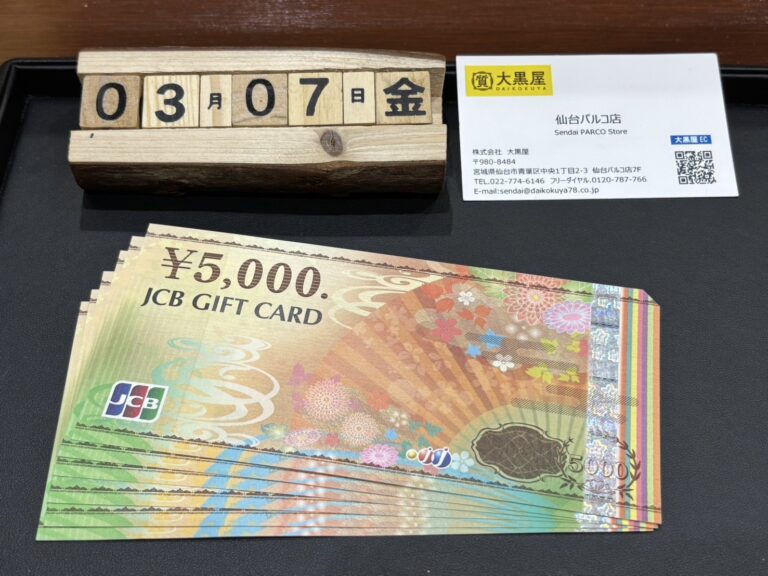 03月07日金
質 大黒屋
DAIKOKUYA
仙台パルコ店
Sendai PARCO Store
大黒屋 EC
株式会社 大黒屋
〒980-8484
宮城県仙台市青葉区中央1丁目2-3 仙台パルコ店7F
TEL.022-774-6146 フリーダイヤル.0120-787-766
E-mail:sendai@daikokuya78.co.jp
¥5,000.
JCB GIFT CARD
JCB
5000